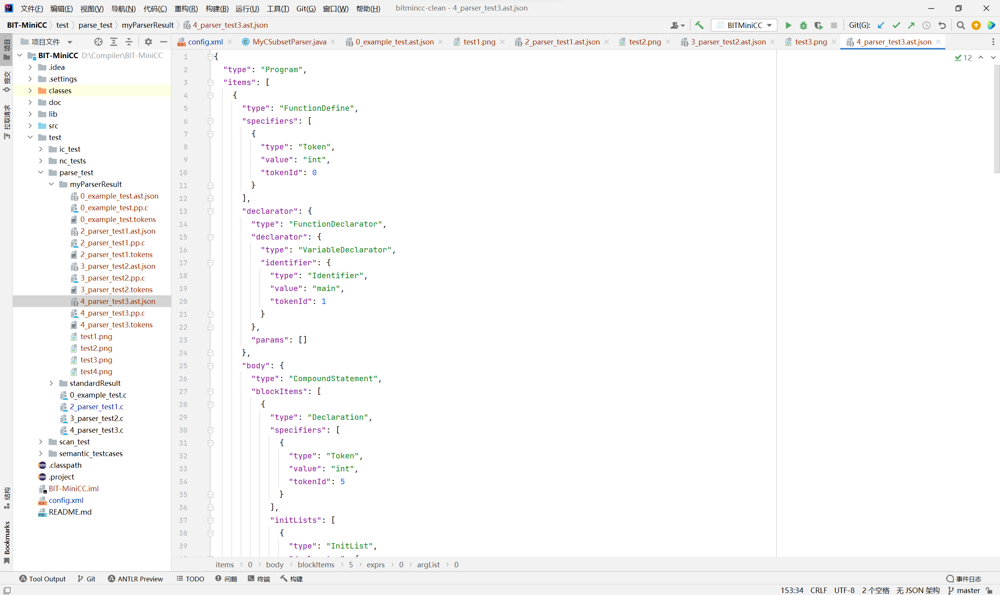 文件(F) 编辑(E) 视图(V) 导航(N) 代码(C) 重构(R) 构建(B) 运行(U) 工具(T) Git(G) 窗口(W) 帮助(H) bitmincc-clean - 4_parser_test3.ast.json
BIT-MiniCC test parse_test myParserResult 4_parser_test3.ast.json BITMiniCC Git(G):
项目文件
config.xml MyCSubsetParser.java 0_example_test.ast.json test1.png 2_parser_test1.ast.json test2.png 3_parser_test2.ast.json test3.png 4_parser_test3.ast.json
项目
提交
拉取请求
结构
Bookmarks
BIT-MiniCC D:\Compiler\BIT-MiniCC
.idea
.settings
classes
doc
lib
src
test
ic_test
nc_tests
parse_test
myParserResult
0_example_test.ast.json
0_example_test.pp.c
0_example_test.tokens
2_parser_test1.ast.json
2_parser_test1.pp.c
2_parser_test1.tokens
3_parser_test2.ast.json
3_parser_test2.pp.c
3_parser_test2.tokens
4_parser_test3.ast.json
4_parser_test3.pp.c
4_parser_test3.tokens
test1.png
test2.png
test3.png
test4.png
standardResult
0_example_test.c
2_parser_test1.c
3_parser_test2.c
4_parser_test3.c
scan_test
semantic_testcases
.classpath
.project
BIT-MiniCC.iml
config.xml
README.md
12
1 {
2 "type": "Program",
3 "items": [
4 {
5 "type": "FunctionDefine",
6 "specifiers": [
7 {
8 "type": "Token",
9 "value": "int",
10 "tokenId": 0
11 }
12 ],
13 "declarator": {
14 "type": "FunctionDeclarator",
15 "declarator": {
16 "type": "VariableDeclarator",
17 "identifier": {
18 "type": "Identifier",
19 "value": "main",
20 "tokenId": 1
21 }
22 },
23 "params": []
24 },
25 "body": {
26 "type": "CompoundStatement",
27 "blockItems": [
28 {
29 "type": "Declaration",
30 "specifiers": [
31 {
32 "type": "Token",
33 "value": "int",
34 "tokenId": 5
35 }
36 ],
37 "initLists": [
38 {
39 "type": "InitList",
items 0 body blockItems 5 exprs 0 argList 0
Tool Output Git ANTLR Preview TODO 问题 终端 构建 事件日志
153:34 CRLF UTF-8 2 个空格 无 JSON 架构 master